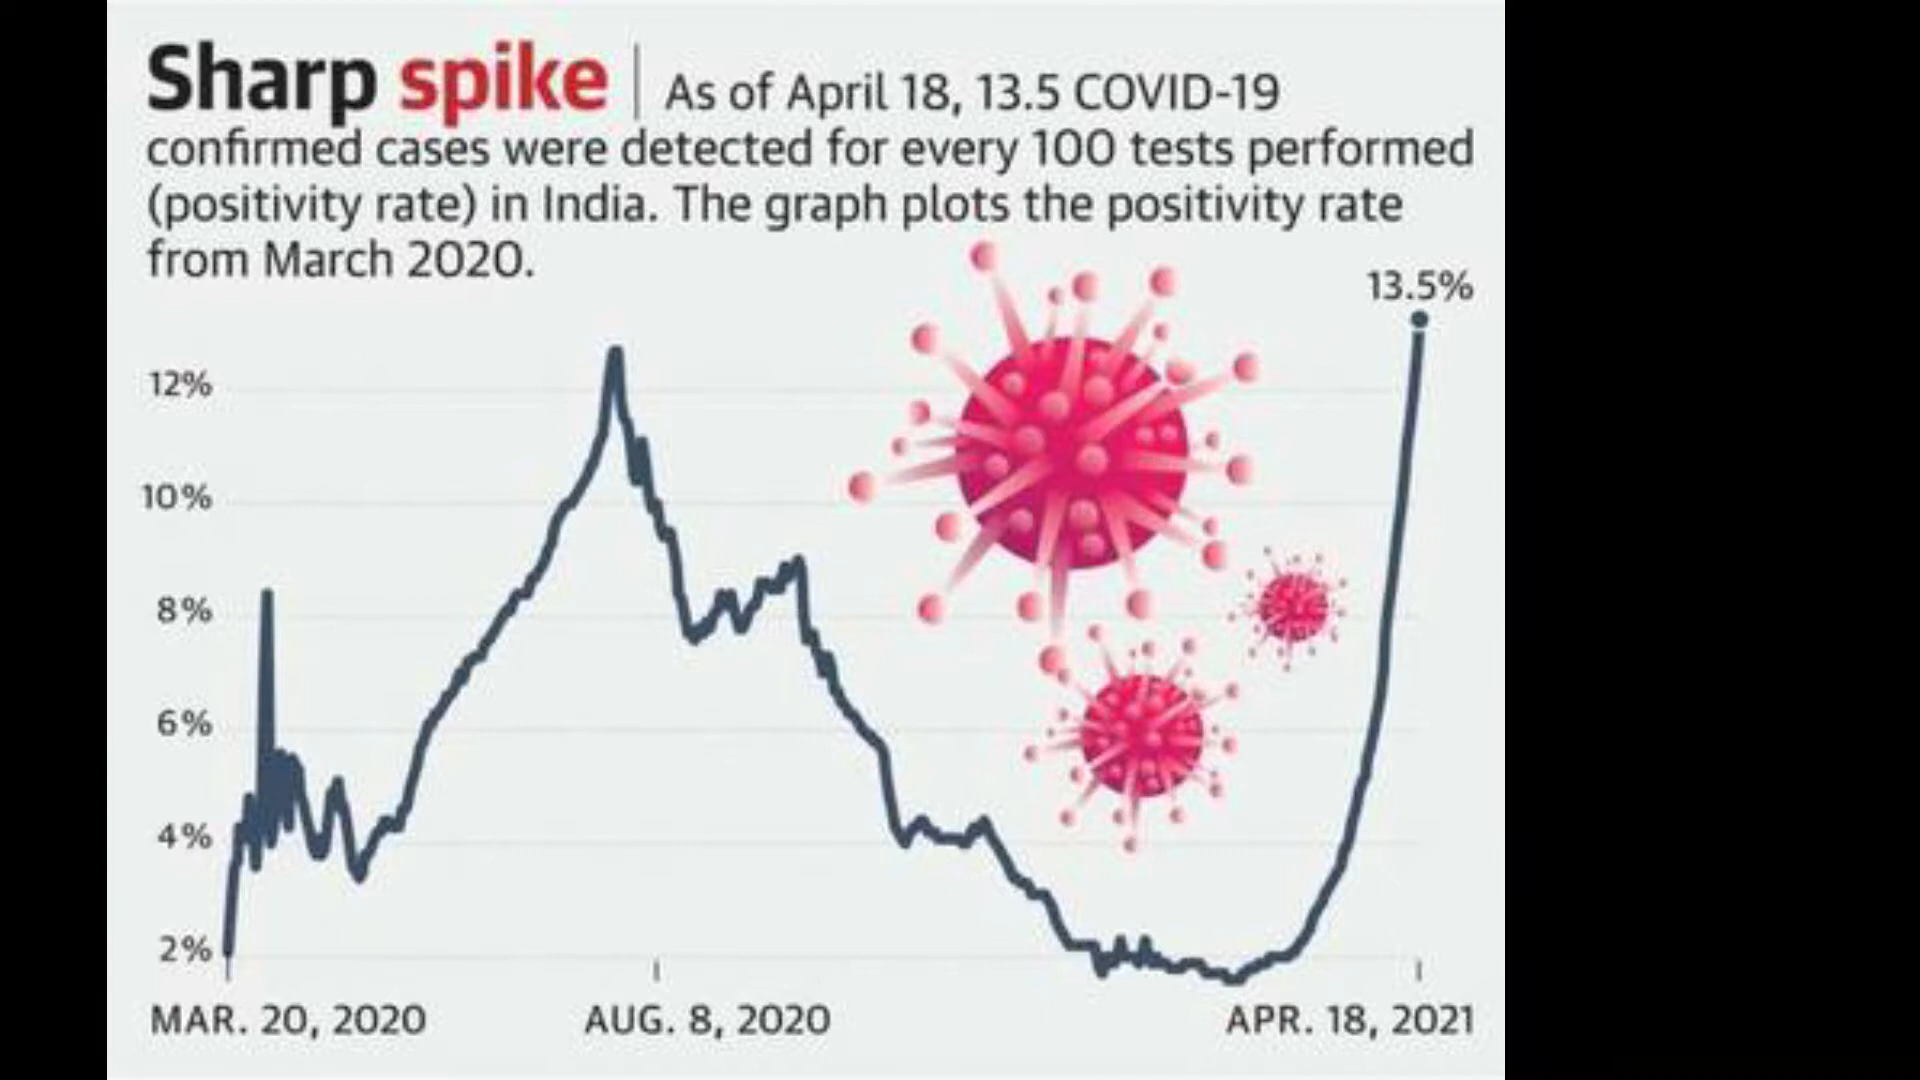 Sharp spike | As of April 18, 13.5 COVID-19
confirmed cases were detected for every 100 tests performed
(positivity rate) in India. The graph plots the positivity rate
from March 2020.
13.5%
12%
10%
8%
6%
4%
2%
MAR. 20, 2020 AUG. 8, 2020 APR. 18, 2021